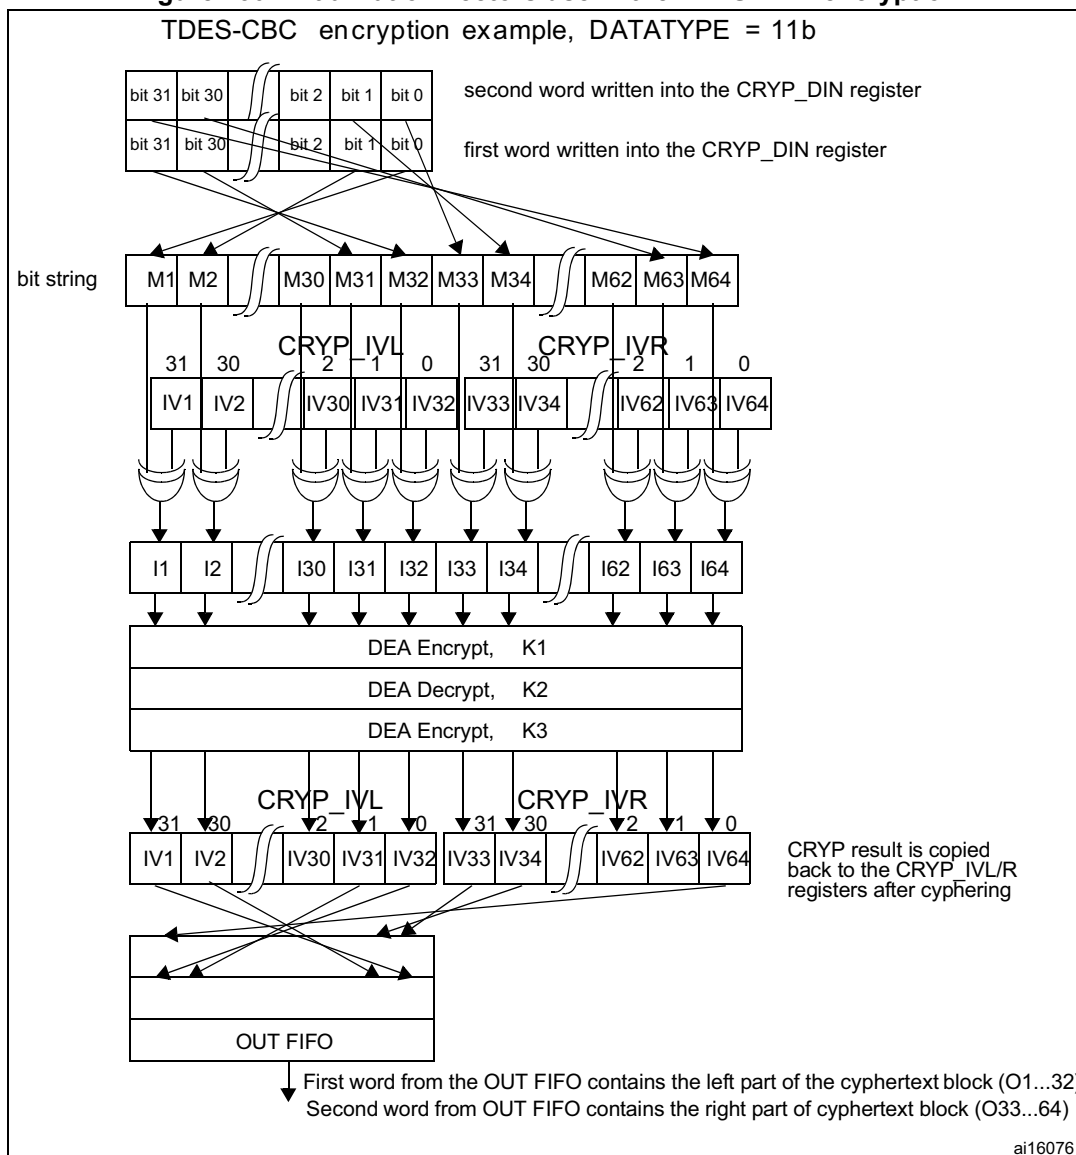 TDES-CBC encryption example, DATATYPE = 11b
bit 31 bit 30 bit 2 bit 1 bit 0 second word written into the CRYP_DIN register
bit 31 bit 30 bit 2 bit 1 bit 0 first word written into the CRYP_DIN register
bit string M1 M2 M30 M31 M32 M33 M34 M62 M63 M64
CRYP_IVL CRYP_IVR
31 30 2 1 0 31 30 2 1 0
IV1 IV2 IV30 IV31 IV32 IV33 IV34 IV62 IV63 IV64
I1 I2 I30 I31 I32 I33 I34 I62 I63 I64
DEA Encrypt, K1
DEA Decrypt, K2
DEA Encrypt, K3
CRYP_IVL CRYP_IVR
31 30 2 1 0 31 30 2 1 0
IV1 IV2 IV30 IV31 IV32 IV33 IV34 IV62 IV63 IV64
CRYP result is copied
back to the CRYP_IVL/R
registers after cyphering
OUT FIFO
First word from the OUT FIFO contains the left part of the cyphertext block (O1...32)
Second word from OUT FIFO contains the right part of cyphertext block (O33...64)
ai16076